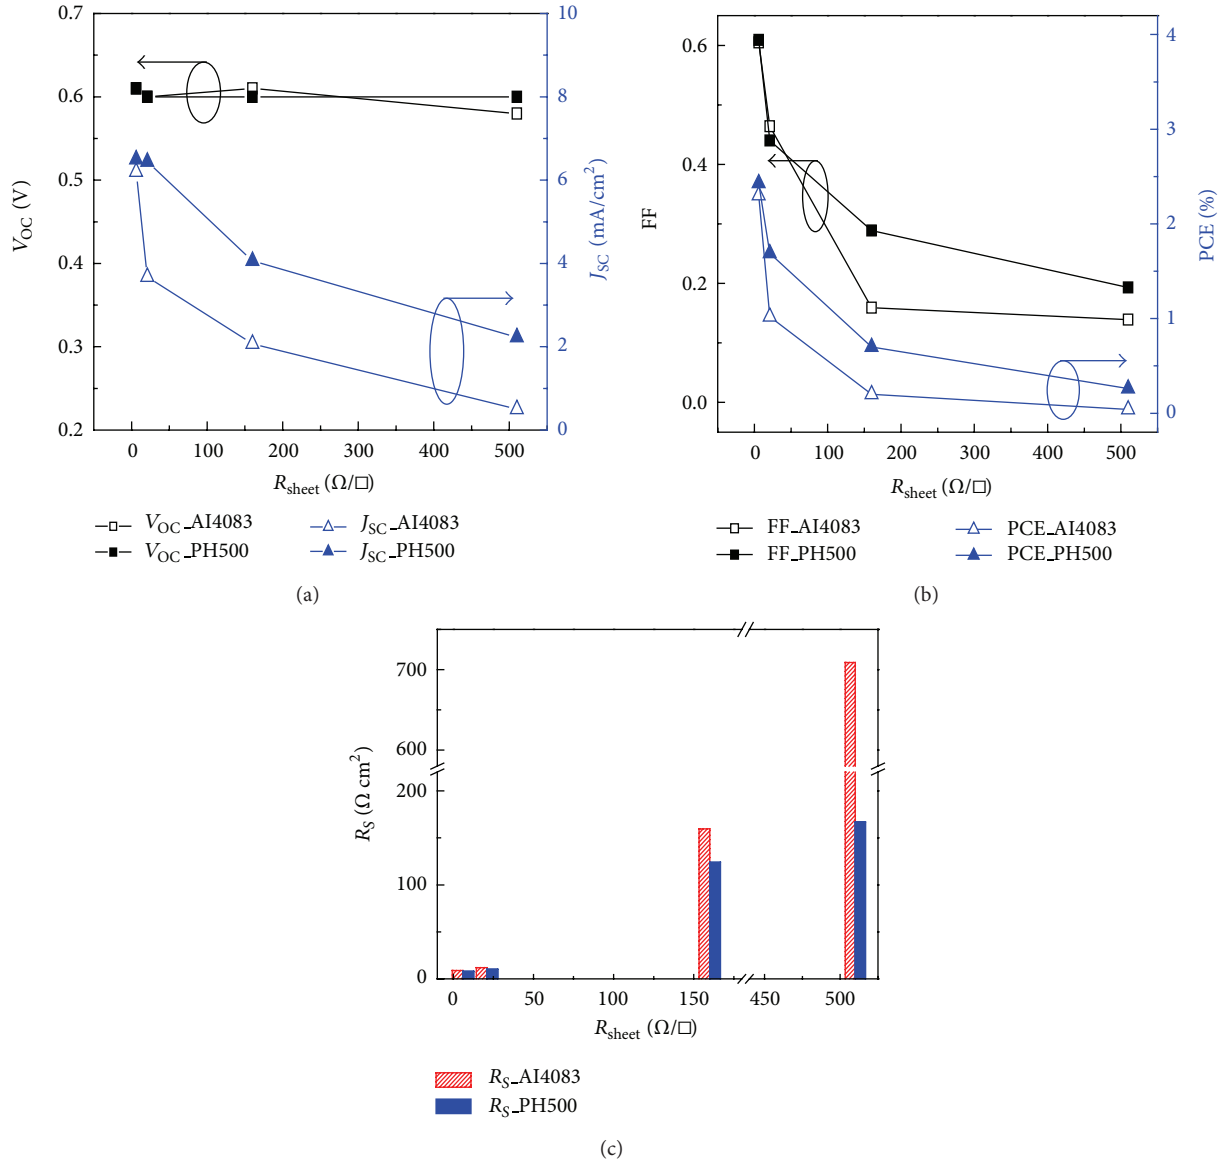 0.7
0.6
0.5
0.4
0.3
0.2
V_OC (V)
10
8
6
4
2
0
J_SC (mA/cm²)
0 100 200 300 400 500
R_sheet (Ω/□)
V_OC_AI4083 J_SC_AI4083
V_OC_PH500 J_SC_PH500
(a)
0.6
0.4
0.2
0.0
FF
4
3
2
1
0
PCE (%)
0 100 200 300 400 500
R_sheet (Ω/□)
FF_AI4083 PCE_AI4083
FF_PH500 PCE_PH500
(b)
700
600
200
100
0
R_S (Ω cm²)
0 50 100 150 450 500
R_sheet (Ω/□)
R_S_AI4083
R_S_PH500
(c)